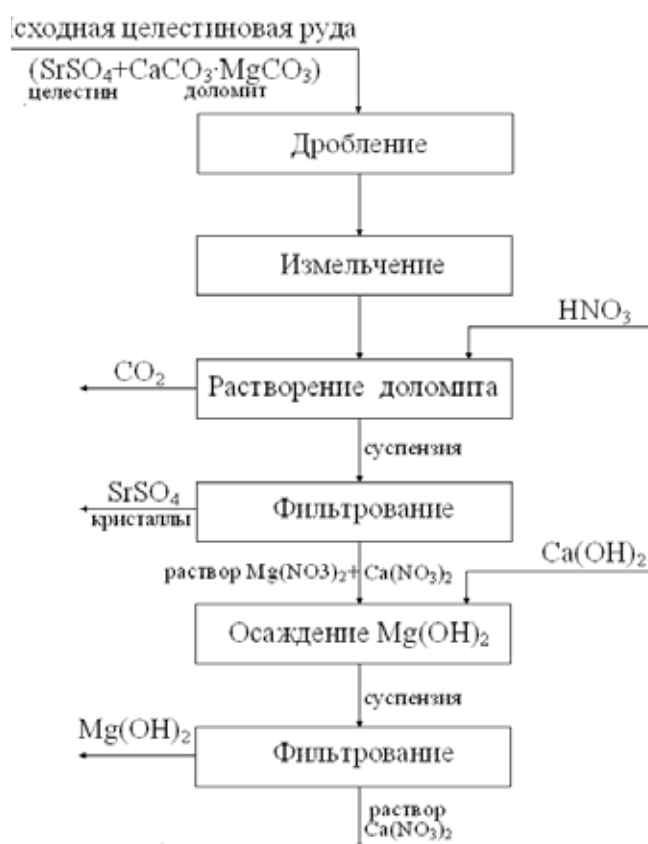 сходная целестиновая руда
(SrSO₄+CaCO₃·MgCO₃)
целестин доломит
Дробление
Измельчение
HNO₃
CO₂
Растворение доломита
суспензия
SrSO₄
кристаллы
Фильтрование
Ca(OH)₂
раствор Mg(NO3)₂+Ca(NO₃)₂
Осаждение Mg(OH)₂
суспензия
Mg(OH)₂
Фильтрование
раствор
Ca(NO₃)₂